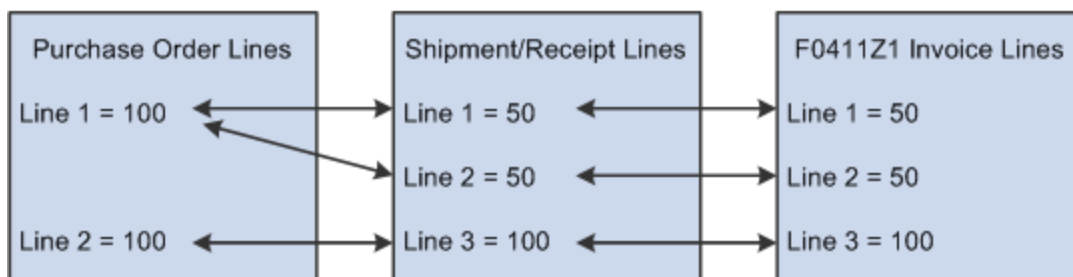 Purchase Order Lines
Line 1 = 100
Line 2 = 100
Shipment/Receipt Lines
Line 1 = 50
Line 2 = 50
Line 3 = 100
F0411Z1 Invoice Lines
Line 1 = 50
Line 2 = 50
Line 3 = 100